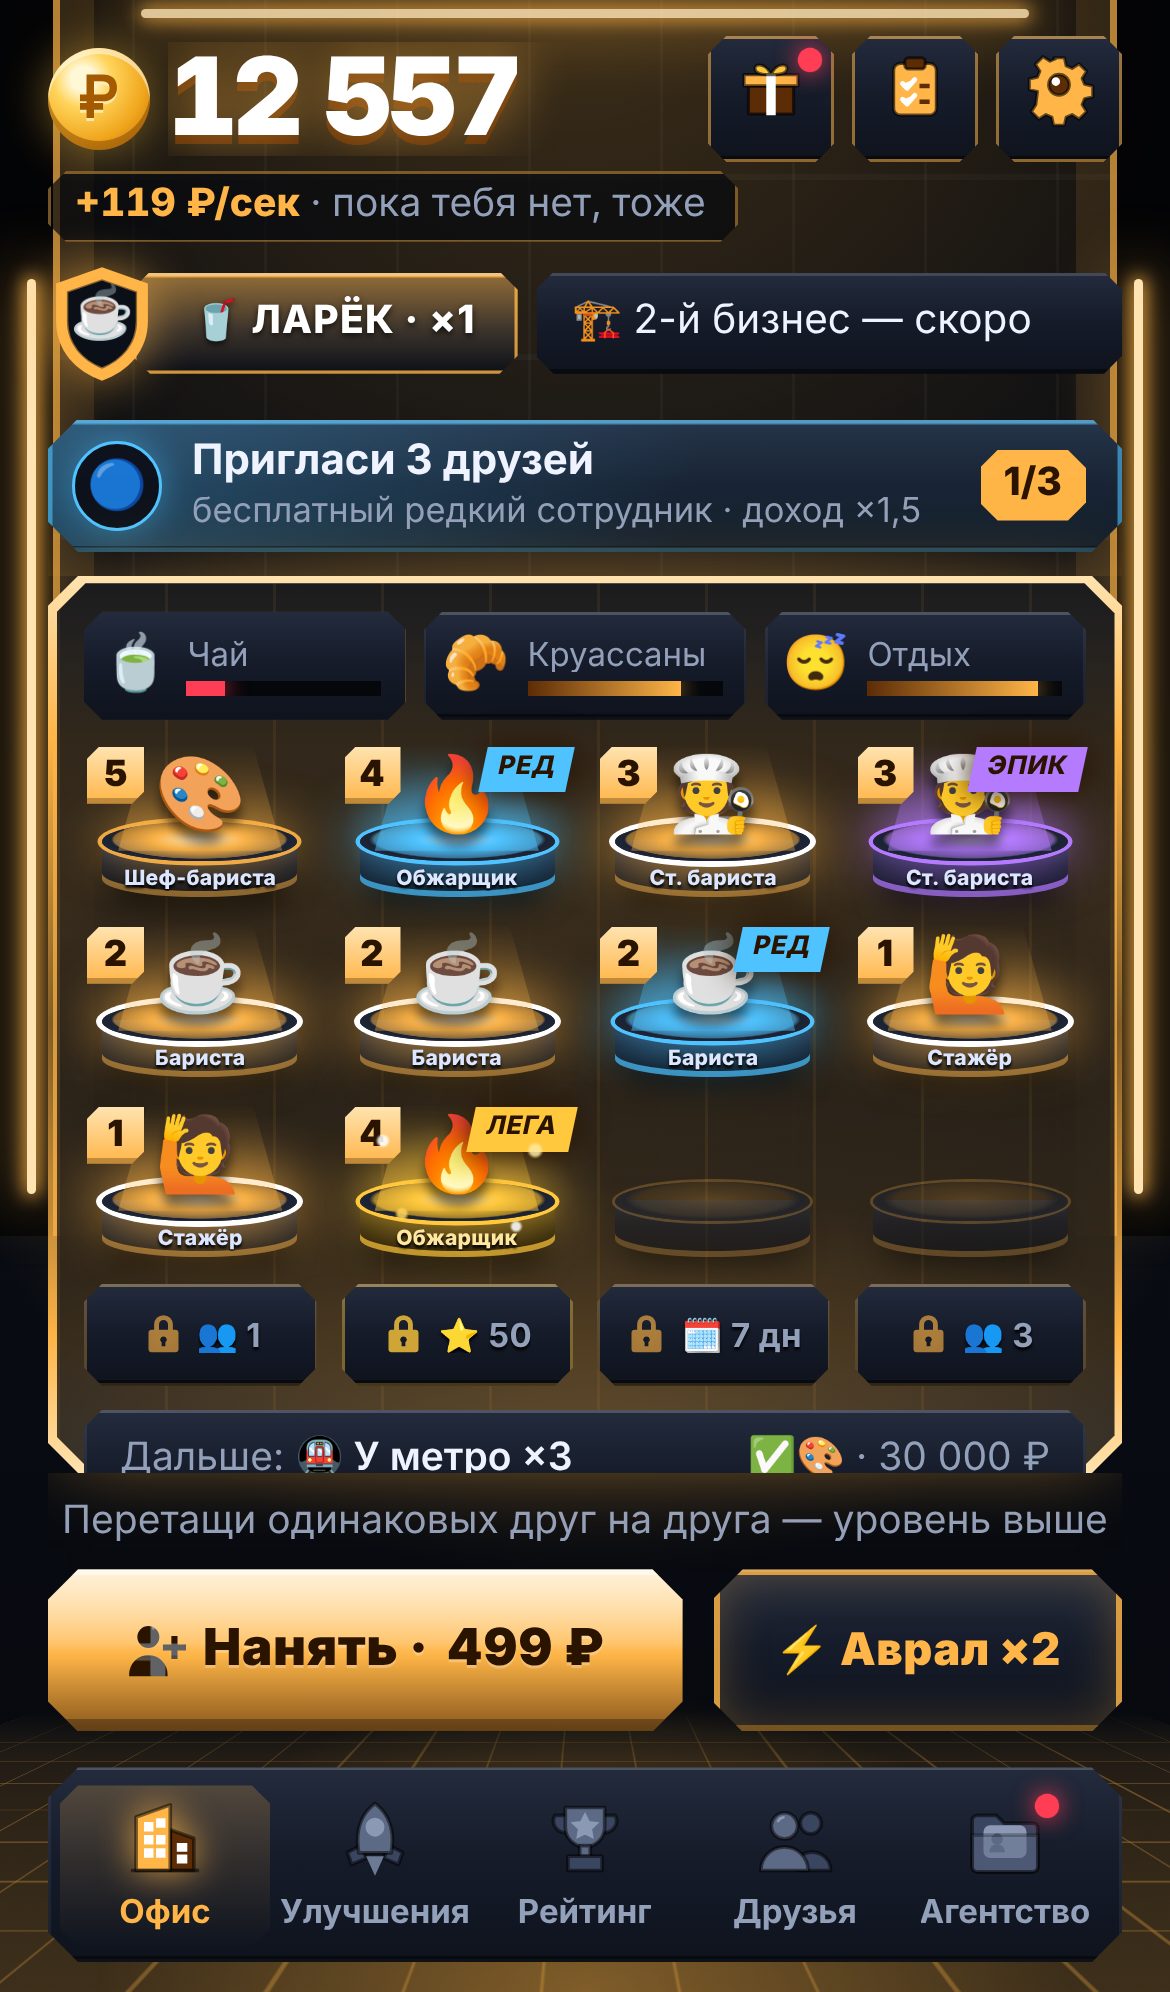 ₽ 12 557
+119 ₽/сек · пока тебя нет, тоже
ЛАРЁК · ×1
2-й бизнес — скоро
Пригласи 3 друзей
бесплатный редкий сотрудник · доход ×1,5
1/3
Чай
Круассаны
Отдых
5
4 РЕД
3
3 ЭПИК
Шеф-бариста
Обжарщик
Ст. бариста
Ст. бариста
2
2
2 РЕД
1
Бариста
Бариста
Бариста
Стажёр
1
4 ЛЕГА
Стажёр
Обжарщик
1
50
7 дн
3
Дальше: У метро ×3
· 30 000 ₽
Перетащи одинаковых друг на друга — уровень выше
Нанять · 499 ₽
Аврал ×2
Офис
Улучшения
Рейтинг
Друзья
Агентство